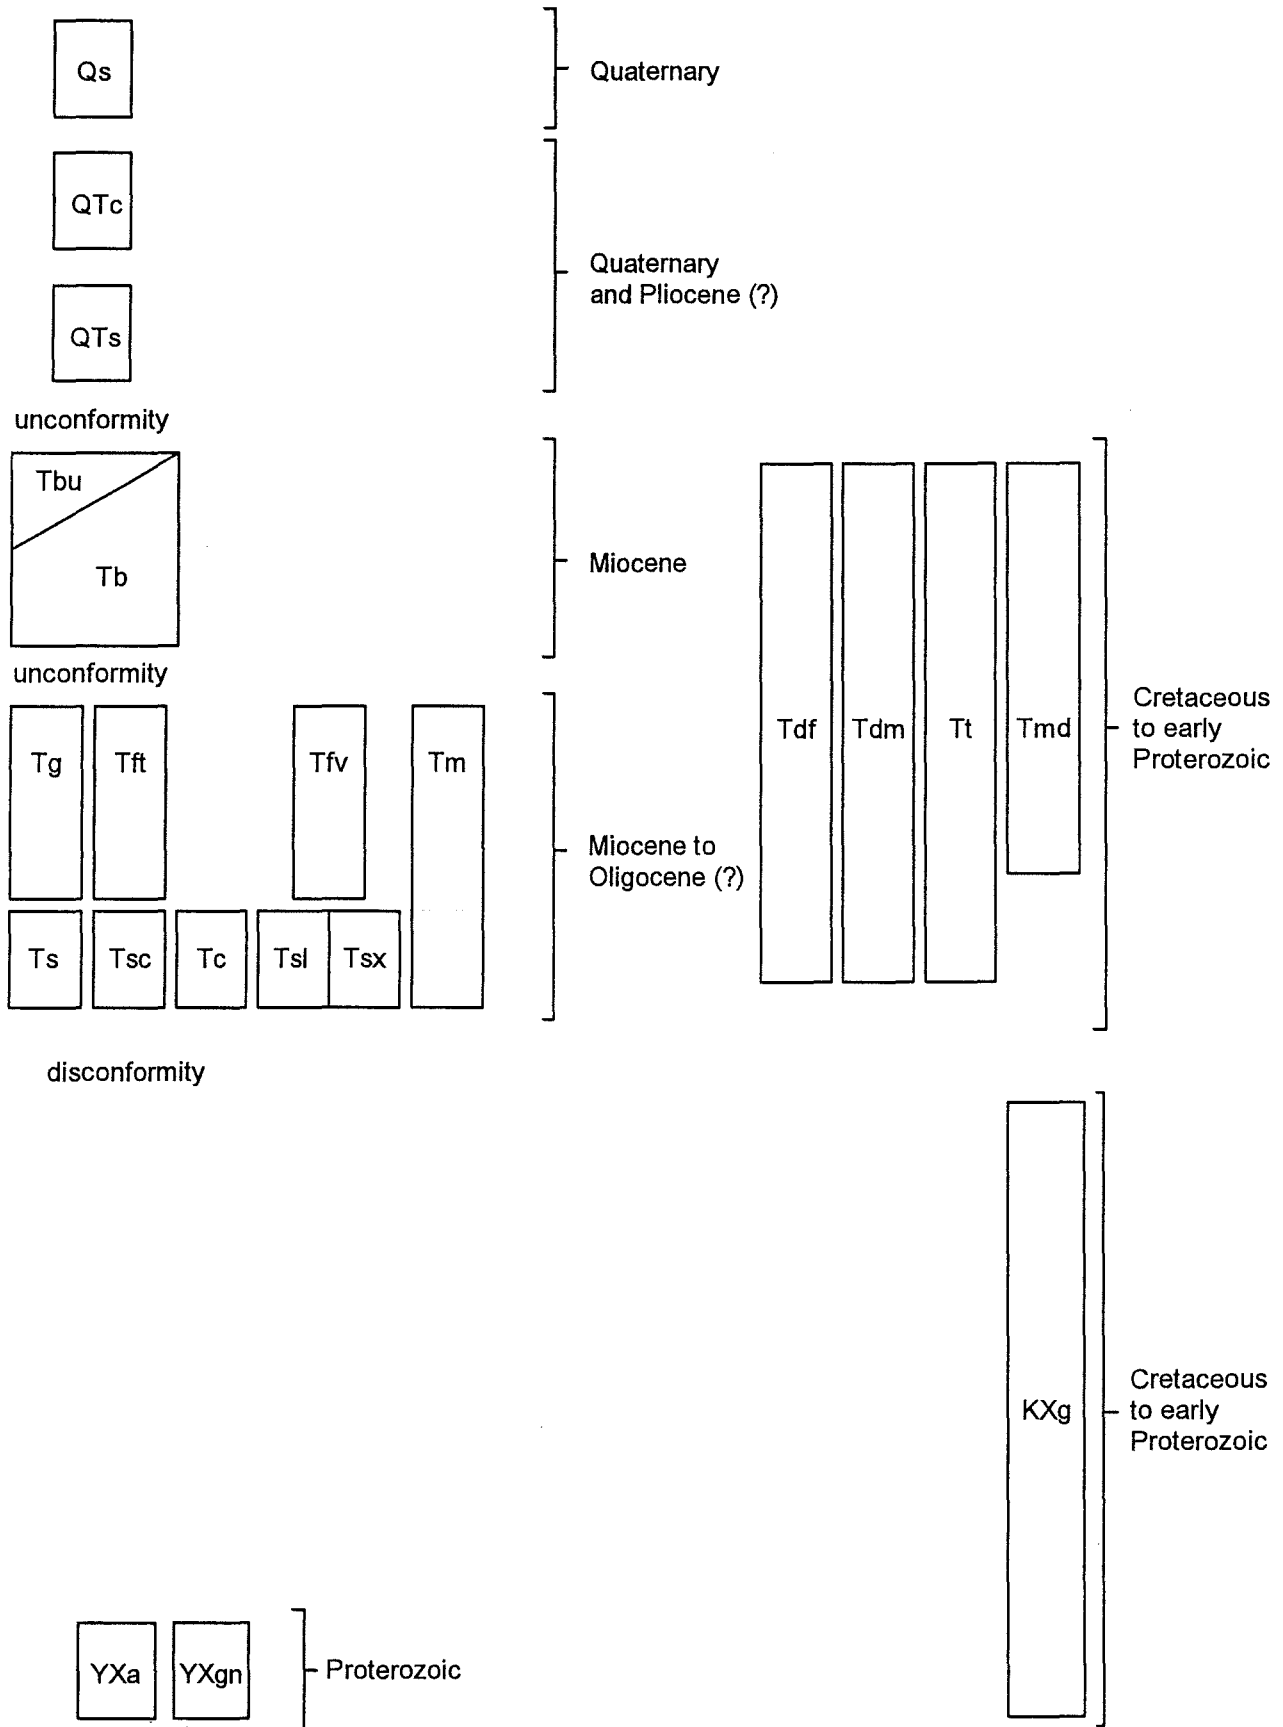 Qs
Quaternary
QTc
Quaternary
and Pliocene (?)
QTs
unconformity
Tbu
Tb
Miocene
unconformity
Tg
Tft
Tfv
Tm
Miocene to
Oligocene (?)
Ts
Tsc
Tc
Tsl
Tsx
Tdf
Tdm
Tt
Tmd
Cretaceous
to early
Proterozoic
disconformity
KXg
Cretaceous
to early
Proterozoic
YXa
YXgn
Proterozoic